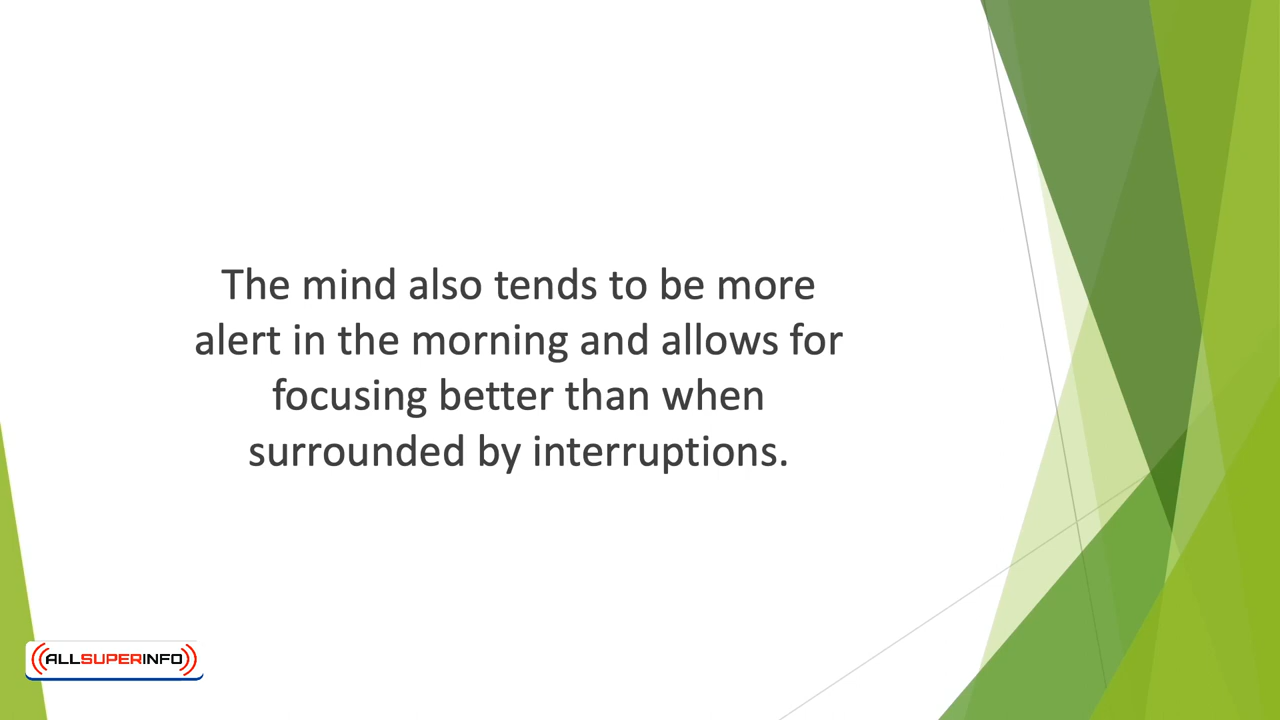 The mind also tends to be more
alert in the morning and allows for
focusing better than when
surrounded by interruptions.
ALLSUPERINFO